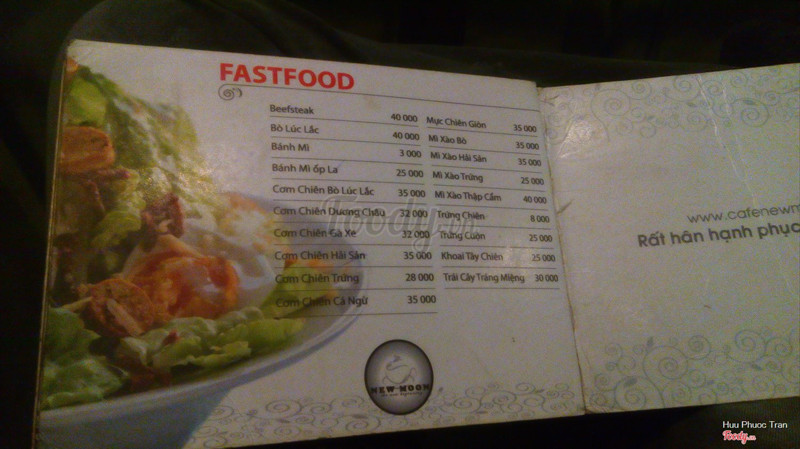 FASTFOOD
Beefsteak 40 000
Bò Lúc Lắc 40 000
Bánh Mì 3 000
Bánh Mì ốp La 25 000
Cơm Chiên Bò Lúc Lắc 35 000
Cơm Chiên Dương Châu 32 000
Cơm Chiên Gà Xe 32 000
Cơm Chiên Hải Sản 35 000
Cơm Chiên Trứng 28 000
Cơm Chiên Cá Ngừ 35 000
Mực Chiên Giòn 35 000
Mì Xào Bò 35 000
Mì Xào Hải Sản 35 000
Mì Xào Trứng 25 000
Mì Xào Thập Cẩm 40 000
Trứng Chiên 8 000
Trứng Cuộn 25 000
Khoai Tây Chiên 25 000
Trái Cây Tráng Miệng 30 000
NEW MOON
www.cafenewm
Rất hân hạnh phục
Foody.vn
Huu Phuoc Tran
Foody.vn